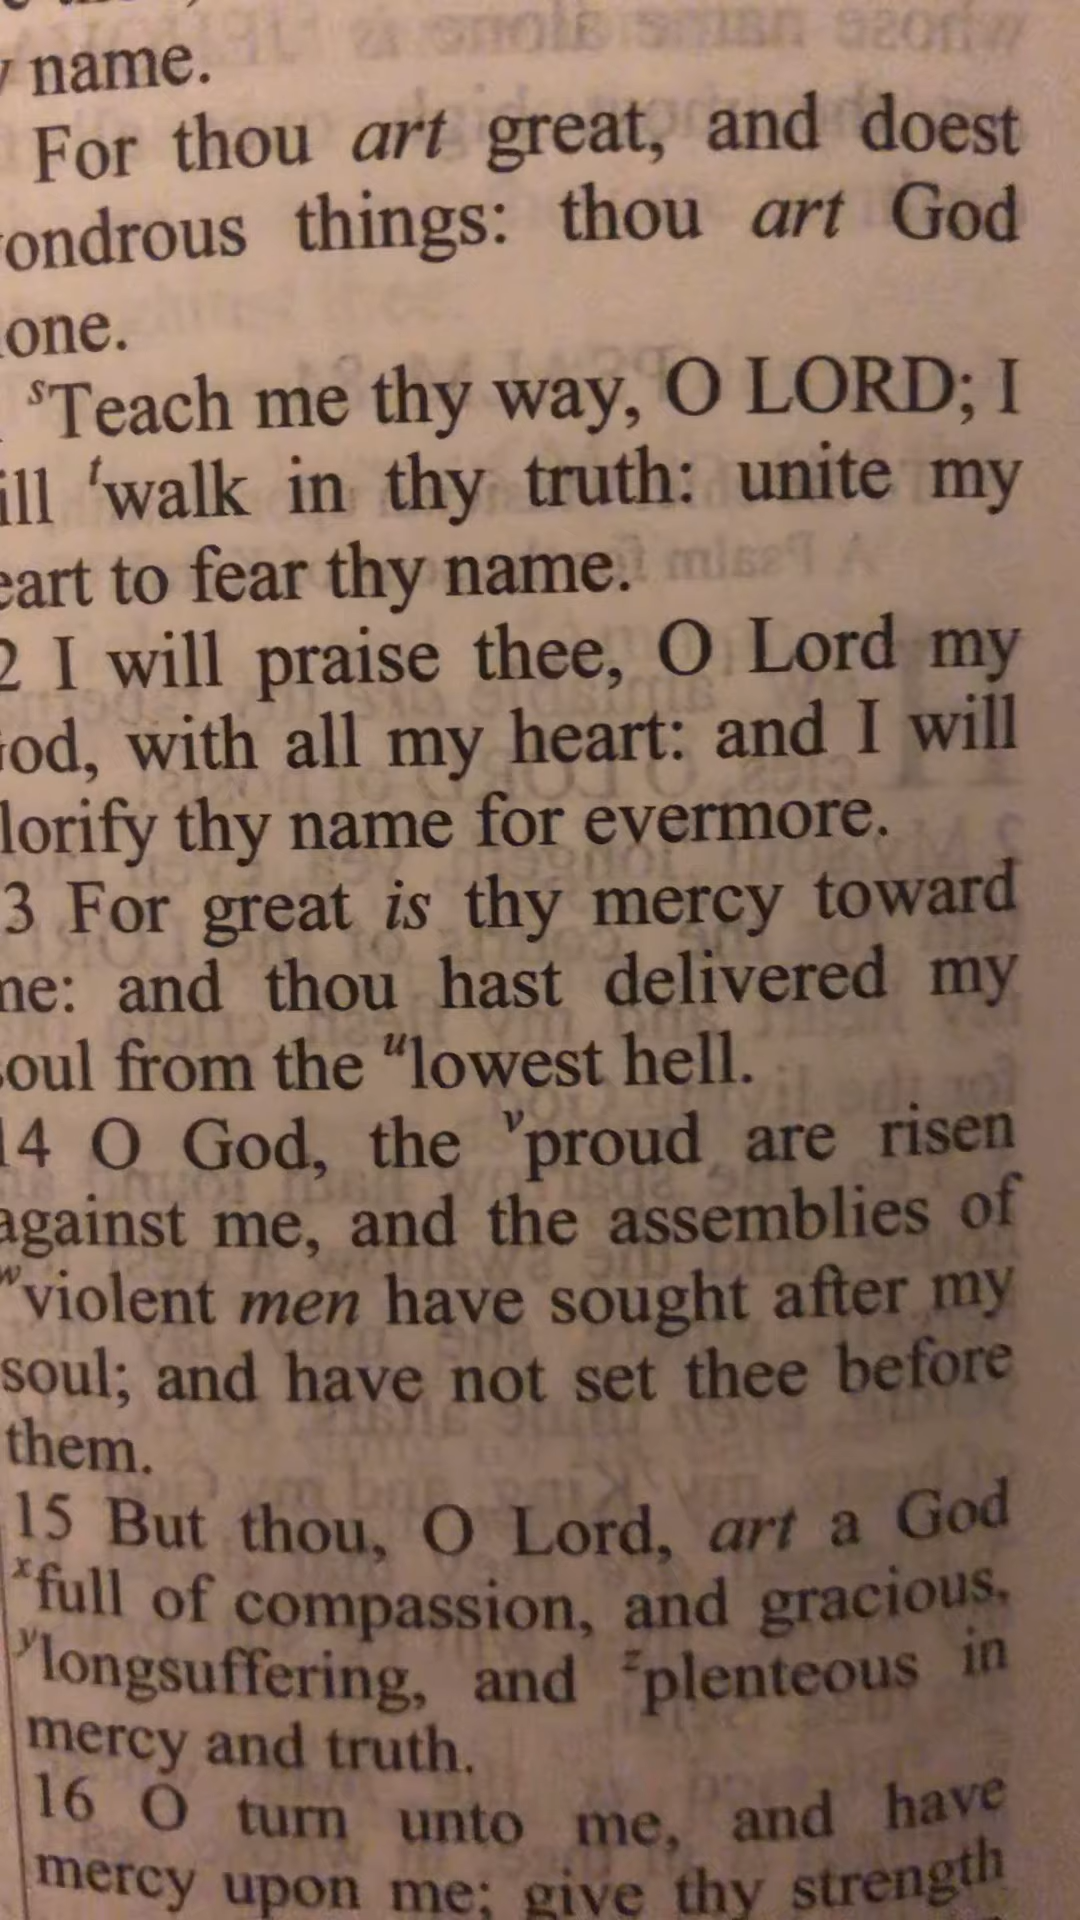 name.
For thou art great, and doest
ondrous things: thou art God
one.
sTeach me thy way, O LORD; I
ill twalk in thy truth: unite my
eart to fear thy name.
2 I will praise thee, O Lord my
od, with all my heart: and I will
lorify thy name for evermore.
3 For great is thy mercy toward
me: and thou hast delivered my
soul from the ulowest hell.
14 O God, the vproud are risen
against me, and the assemblies of
wviolent men have sought after my
soul; and have not set thee before
them.
15 But thou, O Lord, art a God
xfull of compassion, and gracious,
ylongsuffering, and zplenteous in
mercy and truth.
16 O turn unto me, and have
mercy upon me; give thy strength